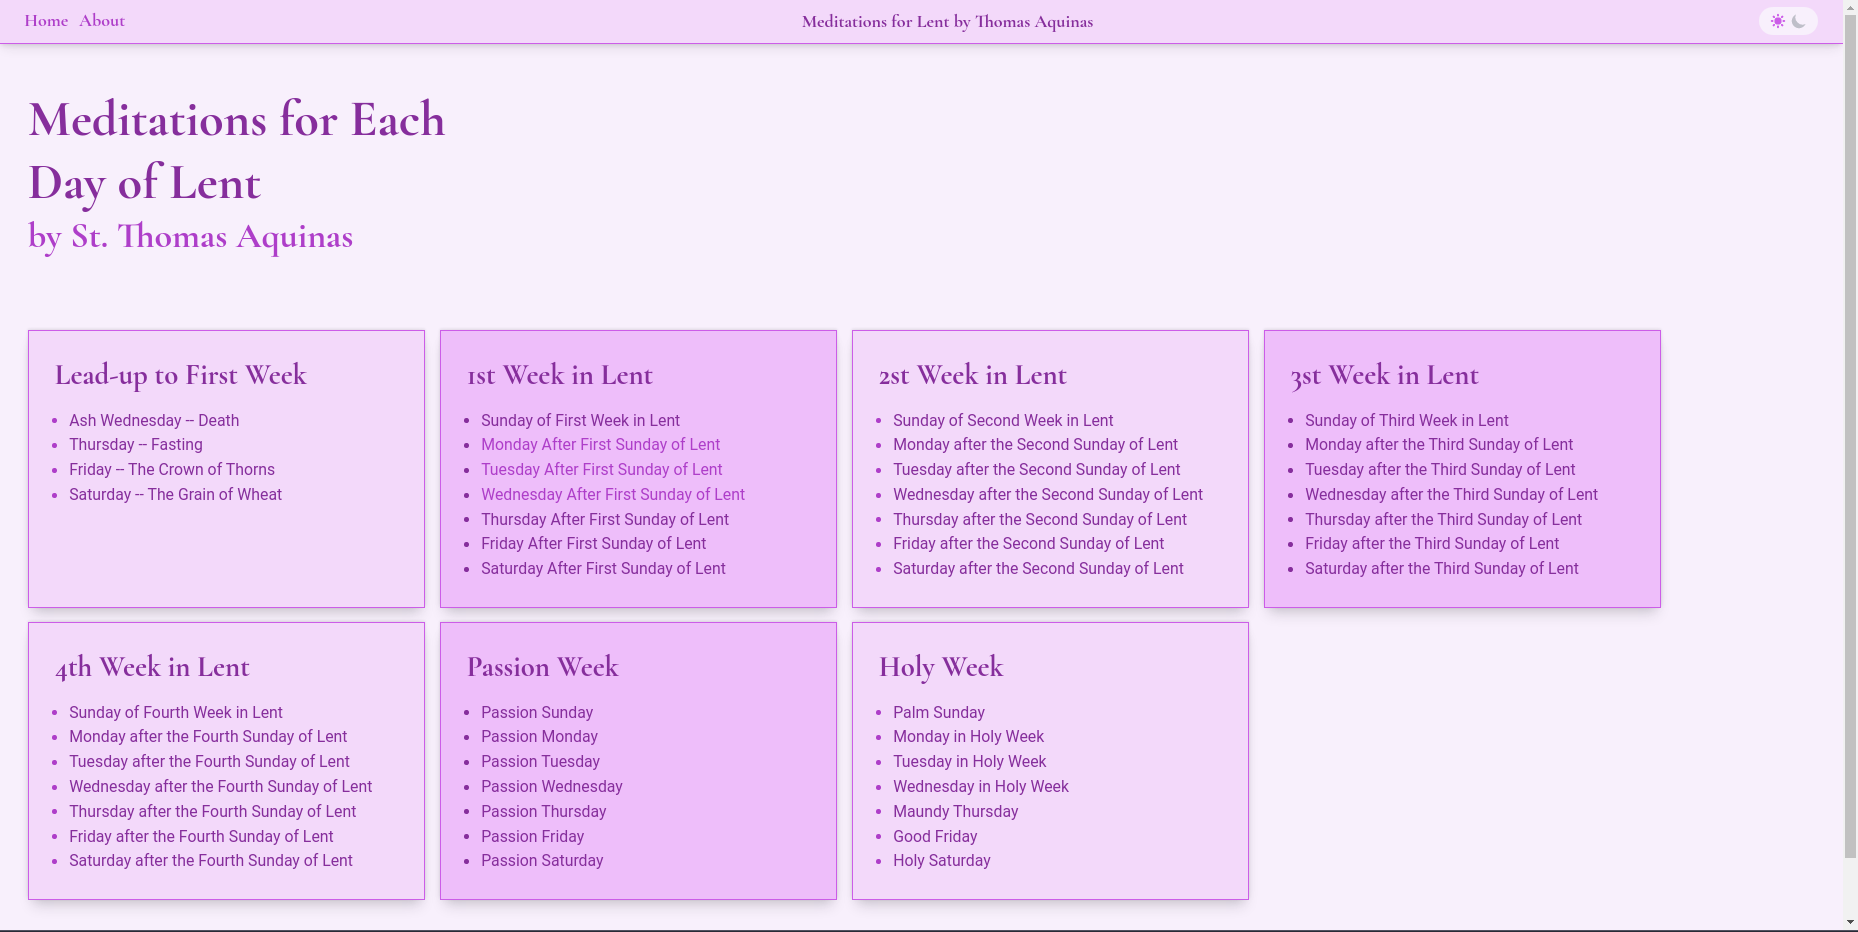 Home About
Meditations for Lent by Thomas Aquinas
Meditations for Each
Day of Lent
by St. Thomas Aquinas
Lead-up to First Week
Ash Wednesday -- Death
Thursday -- Fasting
Friday -- The Crown of Thorns
Saturday -- The Grain of Wheat
1st Week in Lent
Sunday of First Week in Lent
Monday After First Sunday of Lent
Tuesday After First Sunday of Lent
Wednesday After First Sunday of Lent
Thursday After First Sunday of Lent
Friday After First Sunday of Lent
Saturday After First Sunday of Lent
2st Week in Lent
Sunday of Second Week in Lent
Monday after the Second Sunday of Lent
Tuesday after the Second Sunday of Lent
Wednesday after the Second Sunday of Lent
Thursday after the Second Sunday of Lent
Friday after the Second Sunday of Lent
Saturday after the Second Sunday of Lent
3st Week in Lent
Sunday of Third Week in Lent
Monday after the Third Sunday of Lent
Tuesday after the Third Sunday of Lent
Wednesday after the Third Sunday of Lent
Thursday after the Third Sunday of Lent
Friday after the Third Sunday of Lent
Saturday after the Third Sunday of Lent
4th Week in Lent
Sunday of Fourth Week in Lent
Monday after the Fourth Sunday of Lent
Tuesday after the Fourth Sunday of Lent
Wednesday after the Fourth Sunday of Lent
Thursday after the Fourth Sunday of Lent
Friday after the Fourth Sunday of Lent
Saturday after the Fourth Sunday of Lent
Passion Week
Passion Sunday
Passion Monday
Passion Tuesday
Passion Wednesday
Passion Thursday
Passion Friday
Passion Saturday
Holy Week
Palm Sunday
Monday in Holy Week
Tuesday in Holy Week
Wednesday in Holy Week
Maundy Thursday
Good Friday
Holy Saturday